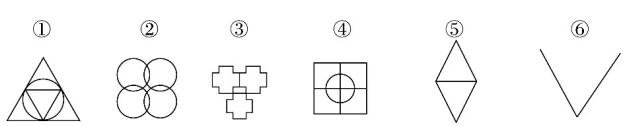 ① ② ③ ④ ⑤ ⑥